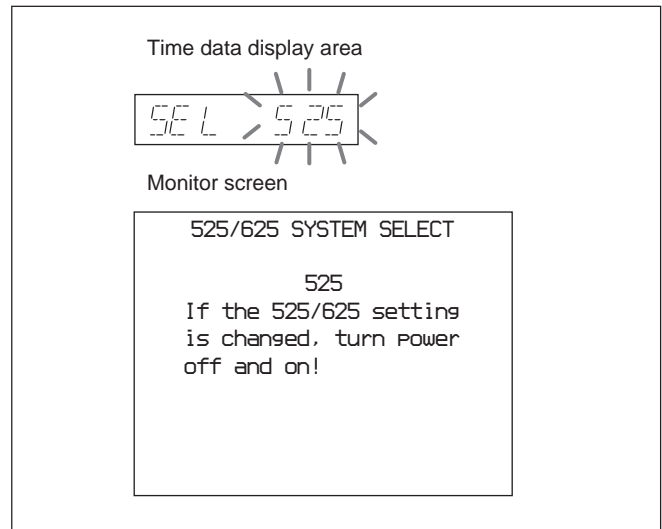 Time data display area
SEL 525
Monitor screen
525/625 SYSTEM SELECT
525
If the 525/625 setting
is changed, turn power
off and on!